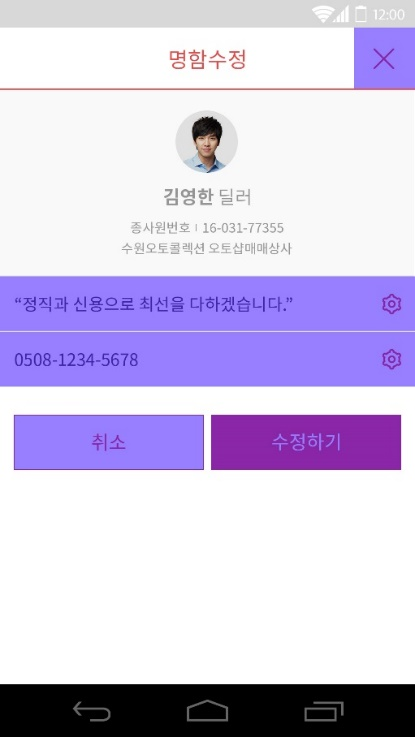 12:00
명함수정
김영한 딜러
종사원번호 | 16-031-77355
수원오토콜렉션 오토샵매매상사
“정직과 신용으로 최선을 다하겠습니다.”
0508-1234-5678
취소 수정하기